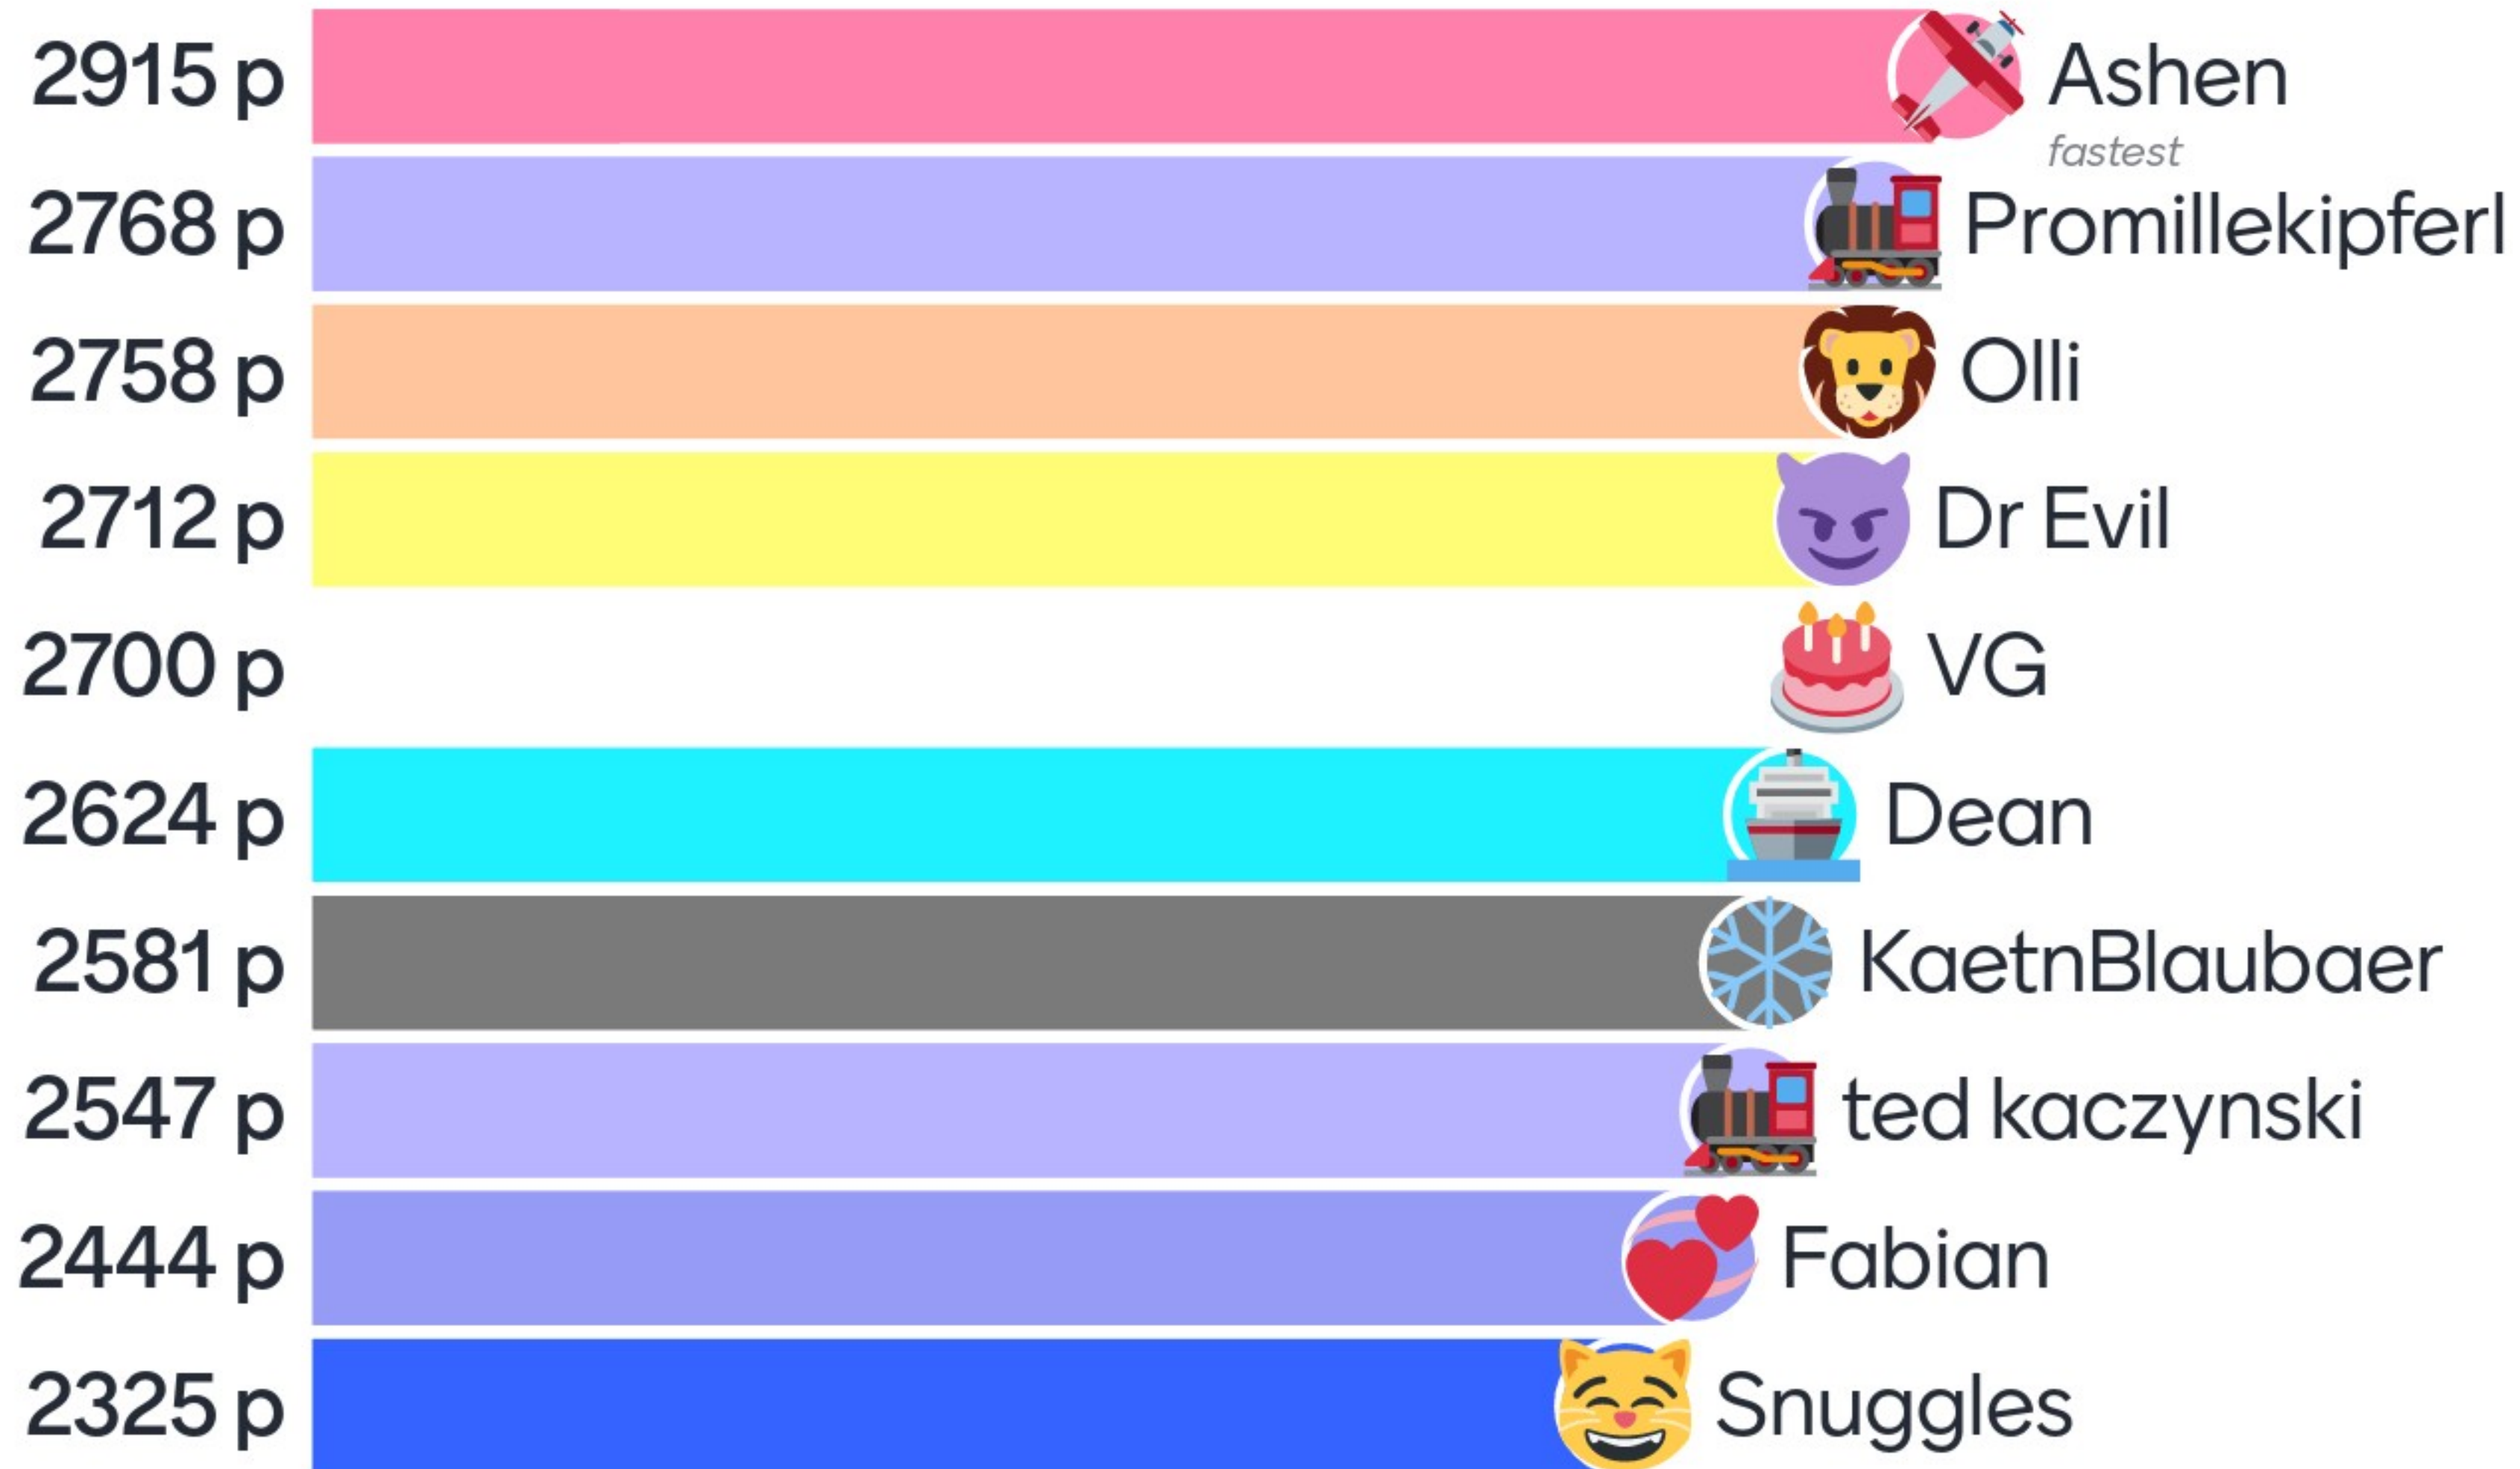 2915 p Ashen
fastest
2768 p Promillekipferl
2758 p Olli
2712 p Dr Evil
2700 p VG
2624 p Dean
2581 p KaetnBlaubaer
2547 p ted kaczynski
2444 p Fabian
2325 p Snuggles